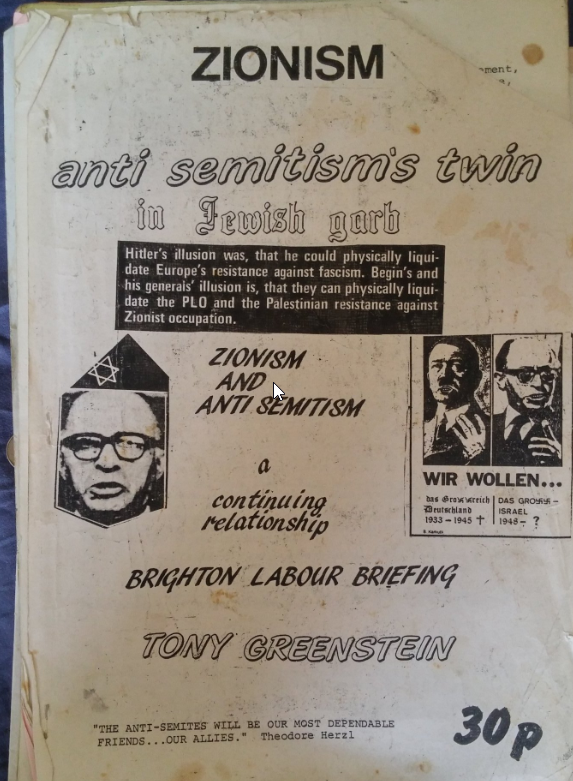 ZIONISM
ment,
anti semitism's twin
in Jewish garb
Hitler's illusion was, that he could physically liqui-
date Europe's resistance against fascism. Begin's and
his generals' illusion is, that they can physically liqui-
date the PLO and the Palestinian resistance against
Zionist occupation.
ZIONISM
AND
ANTI SEMITISM
a
continuing
relationship
WIR WOLLEN...
das Grossreich
Deutschland
1933-1945 †
DAS GROSS-
ISRAEL
1948- ?
BRIGHTON LABOUR BRIEFING
TONY GREENSTEIN
"THE ANTI-SEMITES WILL BE OUR MOST DEPENDABLE
FRIENDS...OUR ALLIES." Theodore Herzl
30p